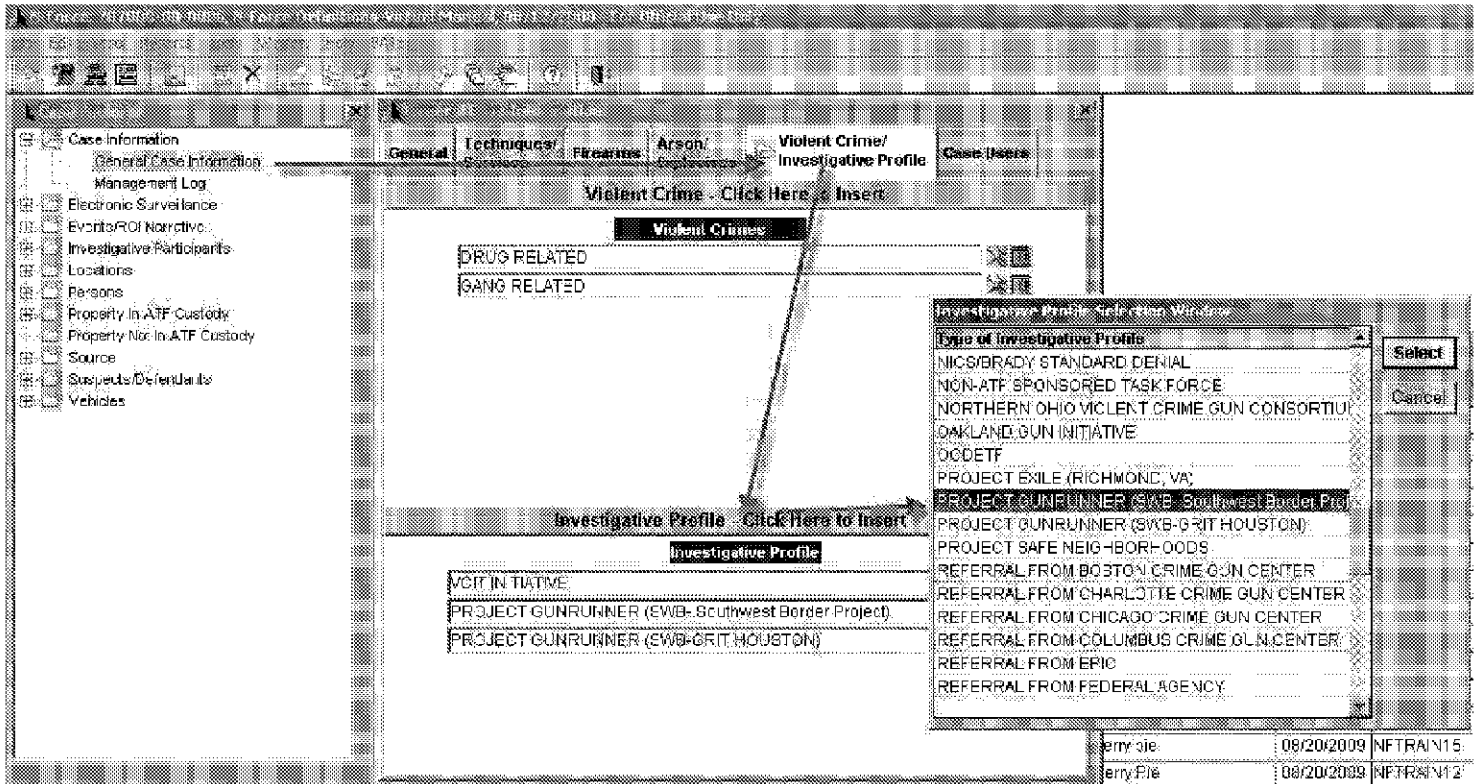 Case Information
General Case Information
Management Log
Electronic Surveillance
Events/ROI Narrative
Investigative Participants
Locations
Persons
Property In ATF Custody
Property Not In ATF Custody
Source
Suspects/Defendants
Vehicles
General
Techniques/
Firearms
Arson/
Violent Crime/
Investigative Profile
Case Users
Violent Crime - Click Here to Insert
Violent Crimes
DRUG RELATED
GANG RELATED
Investigative Profile - Click Here to Insert
Investigative Profile
VCIT INITIATIVE
PROJECT GUNRUNNER (SWB- Southwest Border Project)
PROJECT GUNRUNNER (SWB-GRIT HOUSTON)
Investigative Profile Selection Window
Type of Investigative Profile
NICS/BRADY STANDARD DENIAL
NON-ATF SPONSORED TASK FORCE
NORTHERN OHIO VIOLENT CRIME GUN CONSORTIU
OAKLAND GUN INITIATIVE
OCDETF
PROJECT EXILE (RICHMOND, VA)
PROJECT GUNRUNNER (SWB- Southwest Border Proj
PROJECT GUNRUNNER (SWB-GRIT HOUSTON)
PROJECT SAFE NEIGHBORHOODS
REFERRAL FROM BOSTON CRIME GUN CENTER
REFERRAL FROM CHARLOTTE CRIME GUN CENTER
REFERRAL FROM CHICAGO CRIME GUN CENTER
REFERRAL FROM COLUMBUS CRIME GUN CENTER
REFERRAL FROM EPIC
REFERRAL FROM FEDERAL AGENCY
Select
Cancel
erry pie 08/20/2009 NFTRAIN15
erry Pie 08/20/2009 NFTRAIN12